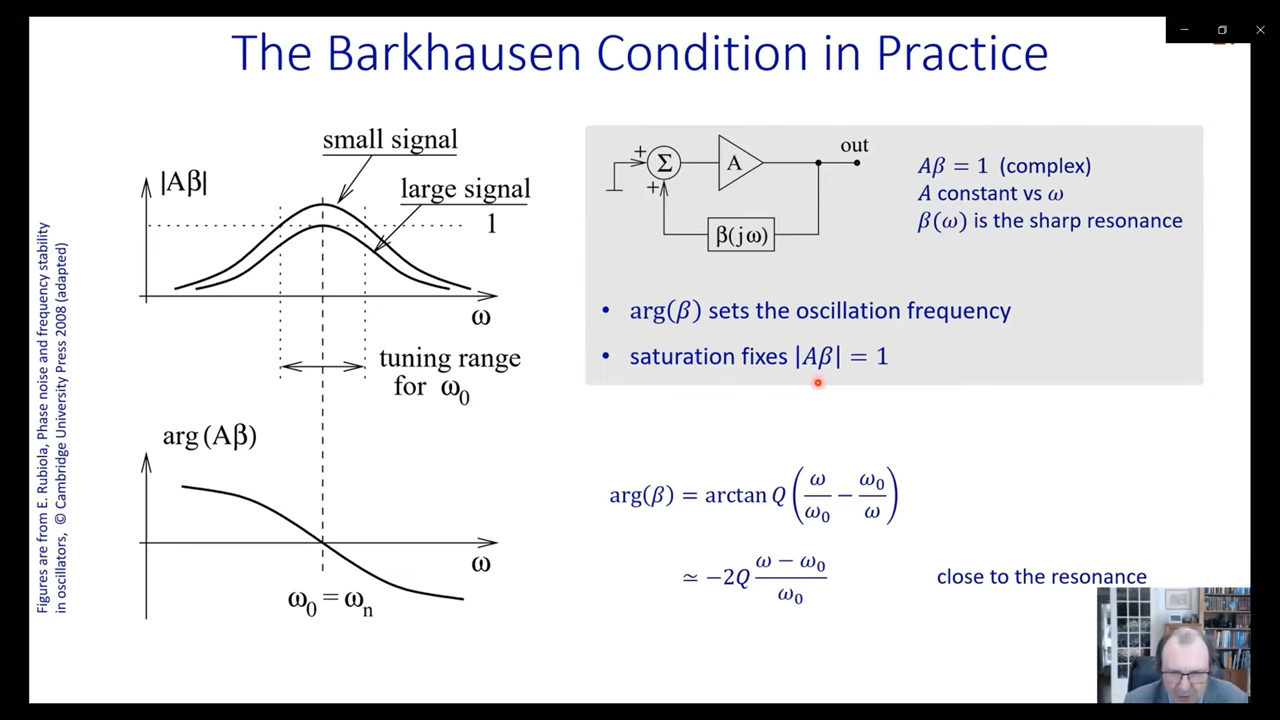 The Barkhausen Condition in Practice
Figures are from E. Rubiola, Phase noise and frequency stability
in oscillators, © Cambridge University Press 2008 (adapted)
small signal
|Aβ|
large signal
1
ω
tuning range
for ω₀
arg (Aβ)
ω
ω₀ = ωₙ
+
Σ
+
A
out
β(jω)
Aβ = 1 (complex)
A constant vs ω
β(ω) is the sharp resonance
• arg(β) sets the oscillation frequency
• saturation fixes |Aβ| = 1
arg(β) = arctan Q (ω/ω₀ − ω₀/ω)
≃ −2Q (ω − ω₀)/ω₀
close to the resonance